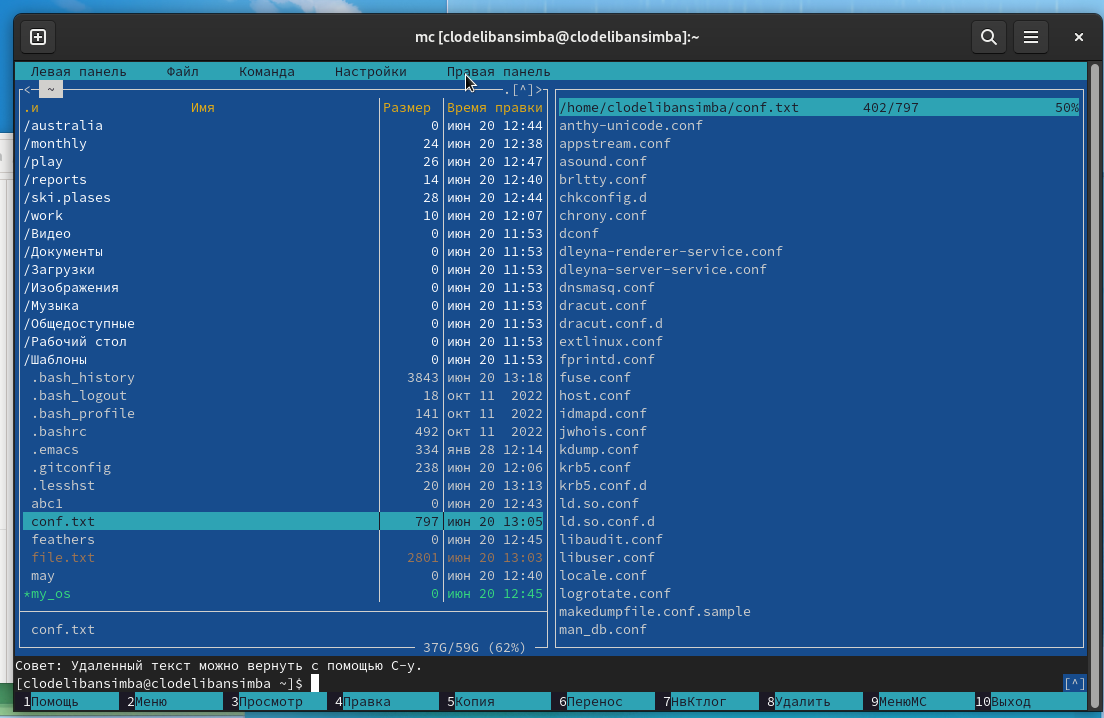 mc [clodelibansimba@clodelibansimba]:~
Левая панель Файл Команда Настройки Правая панель
<─ ~ .[^]>
.и Имя Размер Время правки
/australia 0 июн 20 12:44
/monthly 24 июн 20 12:38
/play 26 июн 20 12:47
/reports 14 июн 20 12:40
/ski.plases 28 июн 20 12:44
/work 10 июн 20 12:07
/Видео 0 июн 20 11:53
/Документы 0 июн 20 11:53
/Загрузки 0 июн 20 11:53
/Изображения 0 июн 20 11:53
/Музыка 0 июн 20 11:53
/Общедоступные 0 июн 20 11:53
/Рабочий стол 0 июн 20 11:53
/Шаблоны 0 июн 20 11:53
.bash_history 3843 июн 20 13:18
.bash_logout 18 окт 11 2022
.bash_profile 141 окт 11 2022
.bashrc 492 окт 11 2022
.emacs 334 янв 28 12:14
.gitconfig 238 июн 20 12:06
.lesshst 20 июн 20 13:13
abc1 0 июн 20 12:43
conf.txt 797 июн 20 13:05
feathers 0 июн 20 12:45
file.txt 2801 июн 20 13:03
may 0 июн 20 12:40
*my_os 0 июн 20 12:45
conf.txt
37G/59G (62%)
/home/clodelibansimba/conf.txt 402/797 50%
anthy-unicode.conf
appstream.conf
asound.conf
brltty.conf
chkconfig.d
chrony.conf
dconf
dleyna-renderer-service.conf
dleyna-server-service.conf
dnsmasq.conf
dracut.conf
dracut.conf.d
extlinux.conf
fprintd.conf
fuse.conf
host.conf
idmapd.conf
jwhois.conf
kdump.conf
krb5.conf
krb5.conf.d
ld.so.conf
ld.so.conf.d
libaudit.conf
libuser.conf
locale.conf
logrotate.conf
makedumpfile.conf.sample
man_db.conf
Совет: Удаленный текст можно вернуть с помощью C-y.
[clodelibansimba@clodelibansimba ~]$ [^]
1Помощь 2Меню 3Просмотр 4Правка 5Копия 6Перенос 7НвКтлог 8Удалить 9МенюМС 10Выход